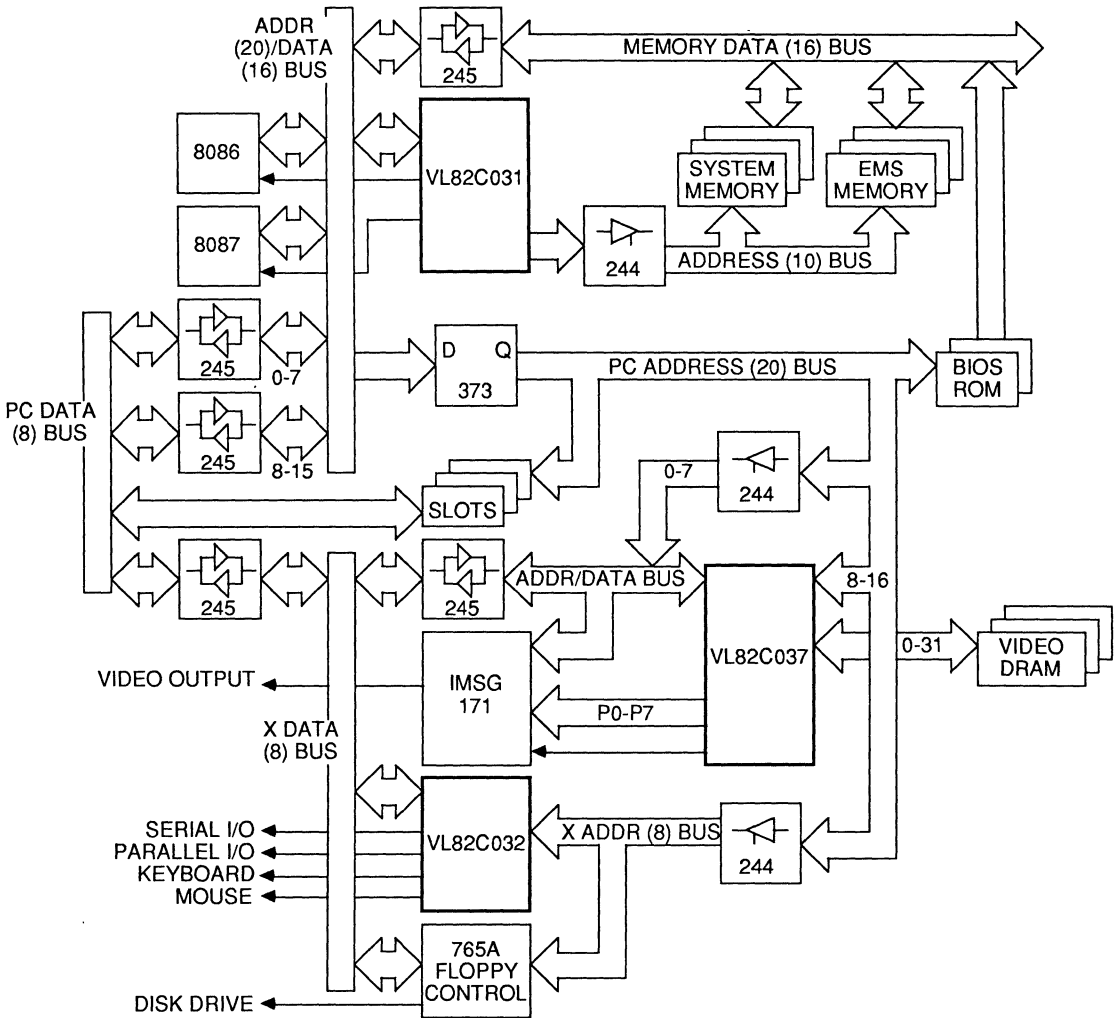 ADDR
(20)/DATA
(16) BUS
245
MEMORY DATA (16) BUS
8086
VL82C031
SYSTEM
MEMORY
EMS
MEMORY
8087
244
ADDRESS (10) BUS
245
0-7
D Q
373
PC ADDRESS (20) BUS
BIOS
ROM
PC DATA
(8) BUS
245
8-15
0-7
244
SLOTS
245
245
ADDR/DATA BUS
8-16
VL82C037
0-31
VIDEO
DRAM
VIDEO OUTPUT
IMSG
171
P0-P7
X DATA
(8) BUS
SERIAL I/O
PARALLEL I/O
KEYBOARD
MOUSE
VL82C032
X ADDR (8) BUS
244
765A
FLOPPY
CONTROL
DISK DRIVE